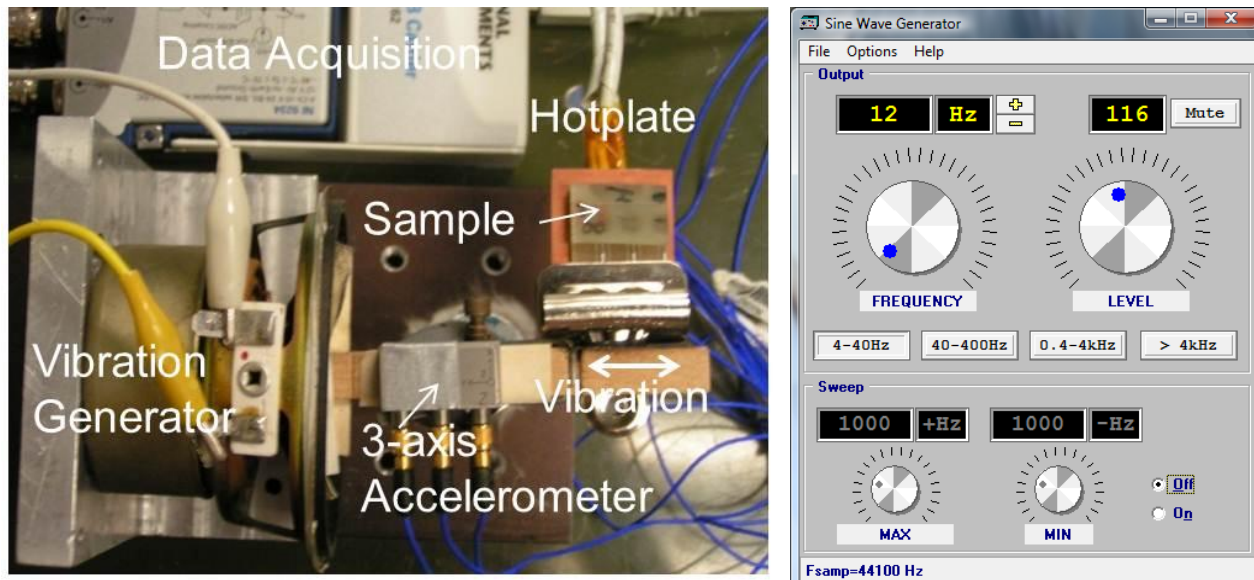 Data Acquisition
NI 9234
Hotplate
Sample
Vibration
Generator
Vibration
3-axis
Accelerometer
Sine Wave Generator
File Options Help
Output
12 Hz + − 116 Mute
FREQUENCY LEVEL
4-40Hz 40-400Hz 0.4-4kHz > 4kHz
Sweep
1000 +Hz 1000 -Hz
Off
On
MAX MIN
Fsamp=44100 Hz